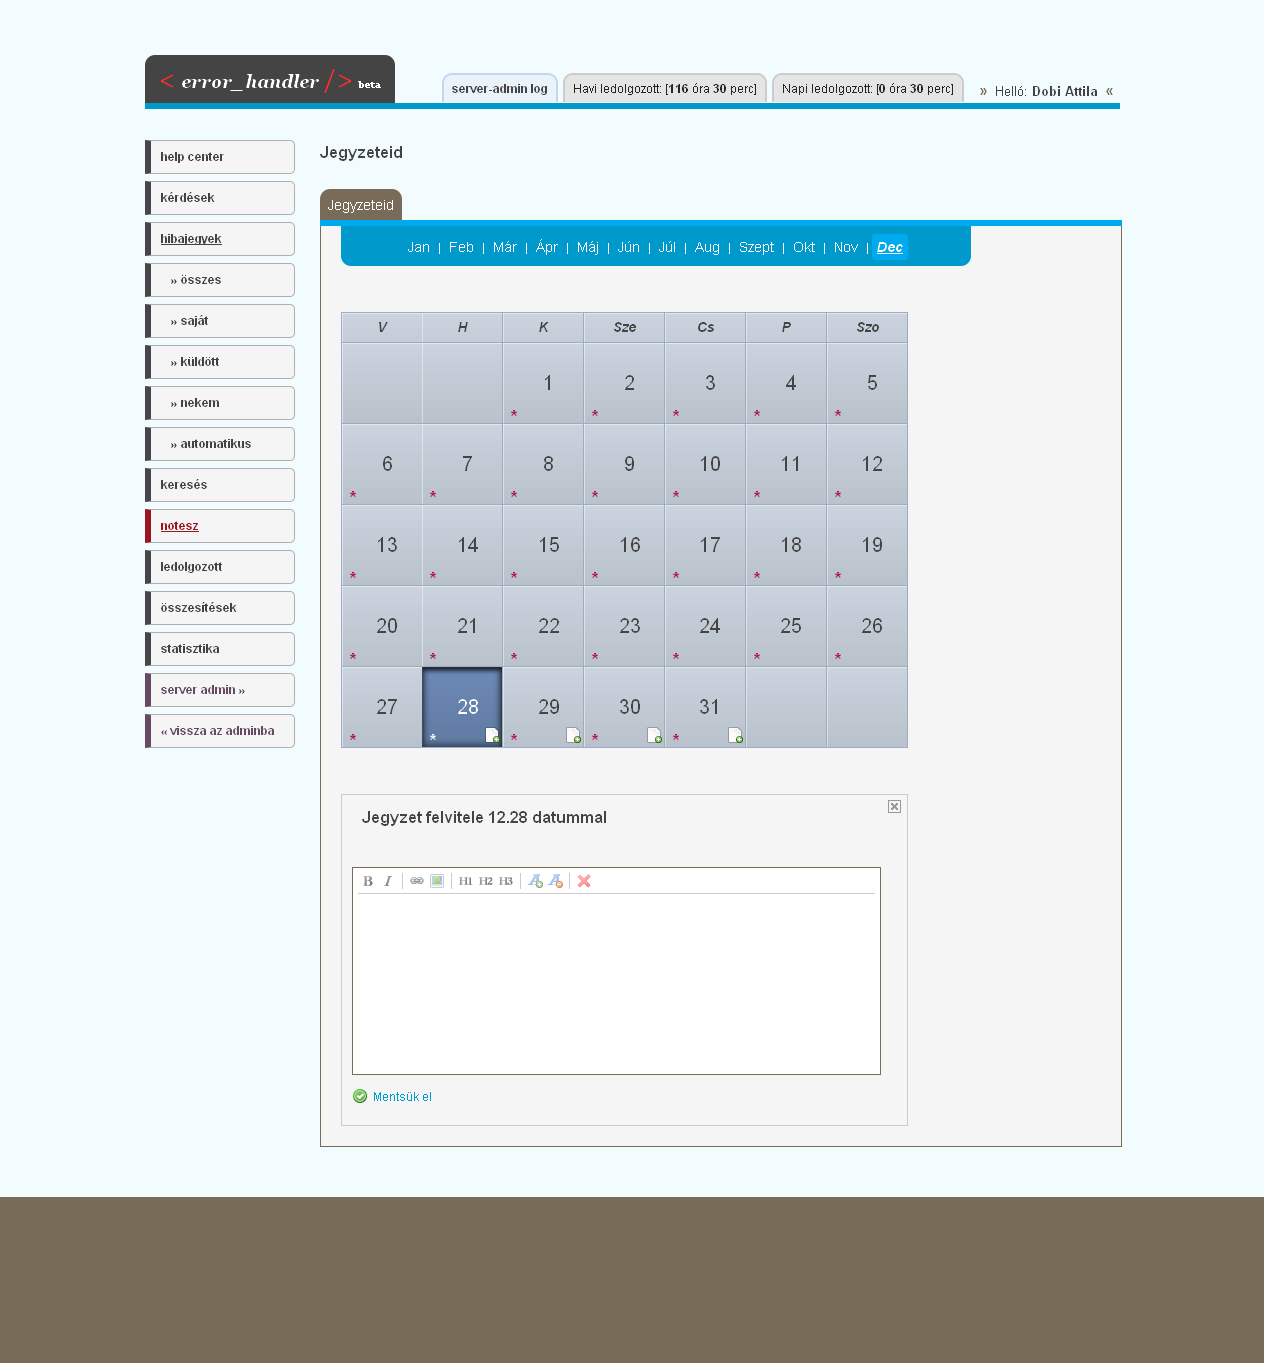 < error_handler /> beta
server-admin log
Havi ledolgozott: [116 óra 30 perc]
Napi ledolgozott: [0 óra 30 perc]
» Helló: Dobi Attila «
help center
kérdések
hibajegyek
» összes
» saját
» küldött
» nekem
» automatikus
keresés
notesz
ledolgozott
összesítések
statisztika
server admin »
« vissza az adminba
Jegyzeteid
Jegyzeteid
Jan | Feb | Már | Ápr | Máj | Jún | Júl | Aug | Szept | Okt | Nov | Dec
V H K Sze Cs P Szo
1 2 3 4 5
* * * * *
6 7 8 9 10 11 12
* * * * * * *
13 14 15 16 17 18 19
* * * * * * *
20 21 22 23 24 25 26
* * * * * * *
27 28 29 30 31
* * * * *
Jegyzet felvitele 12.28 datummal
B I H1 H2 H3 A A
Mentsük el